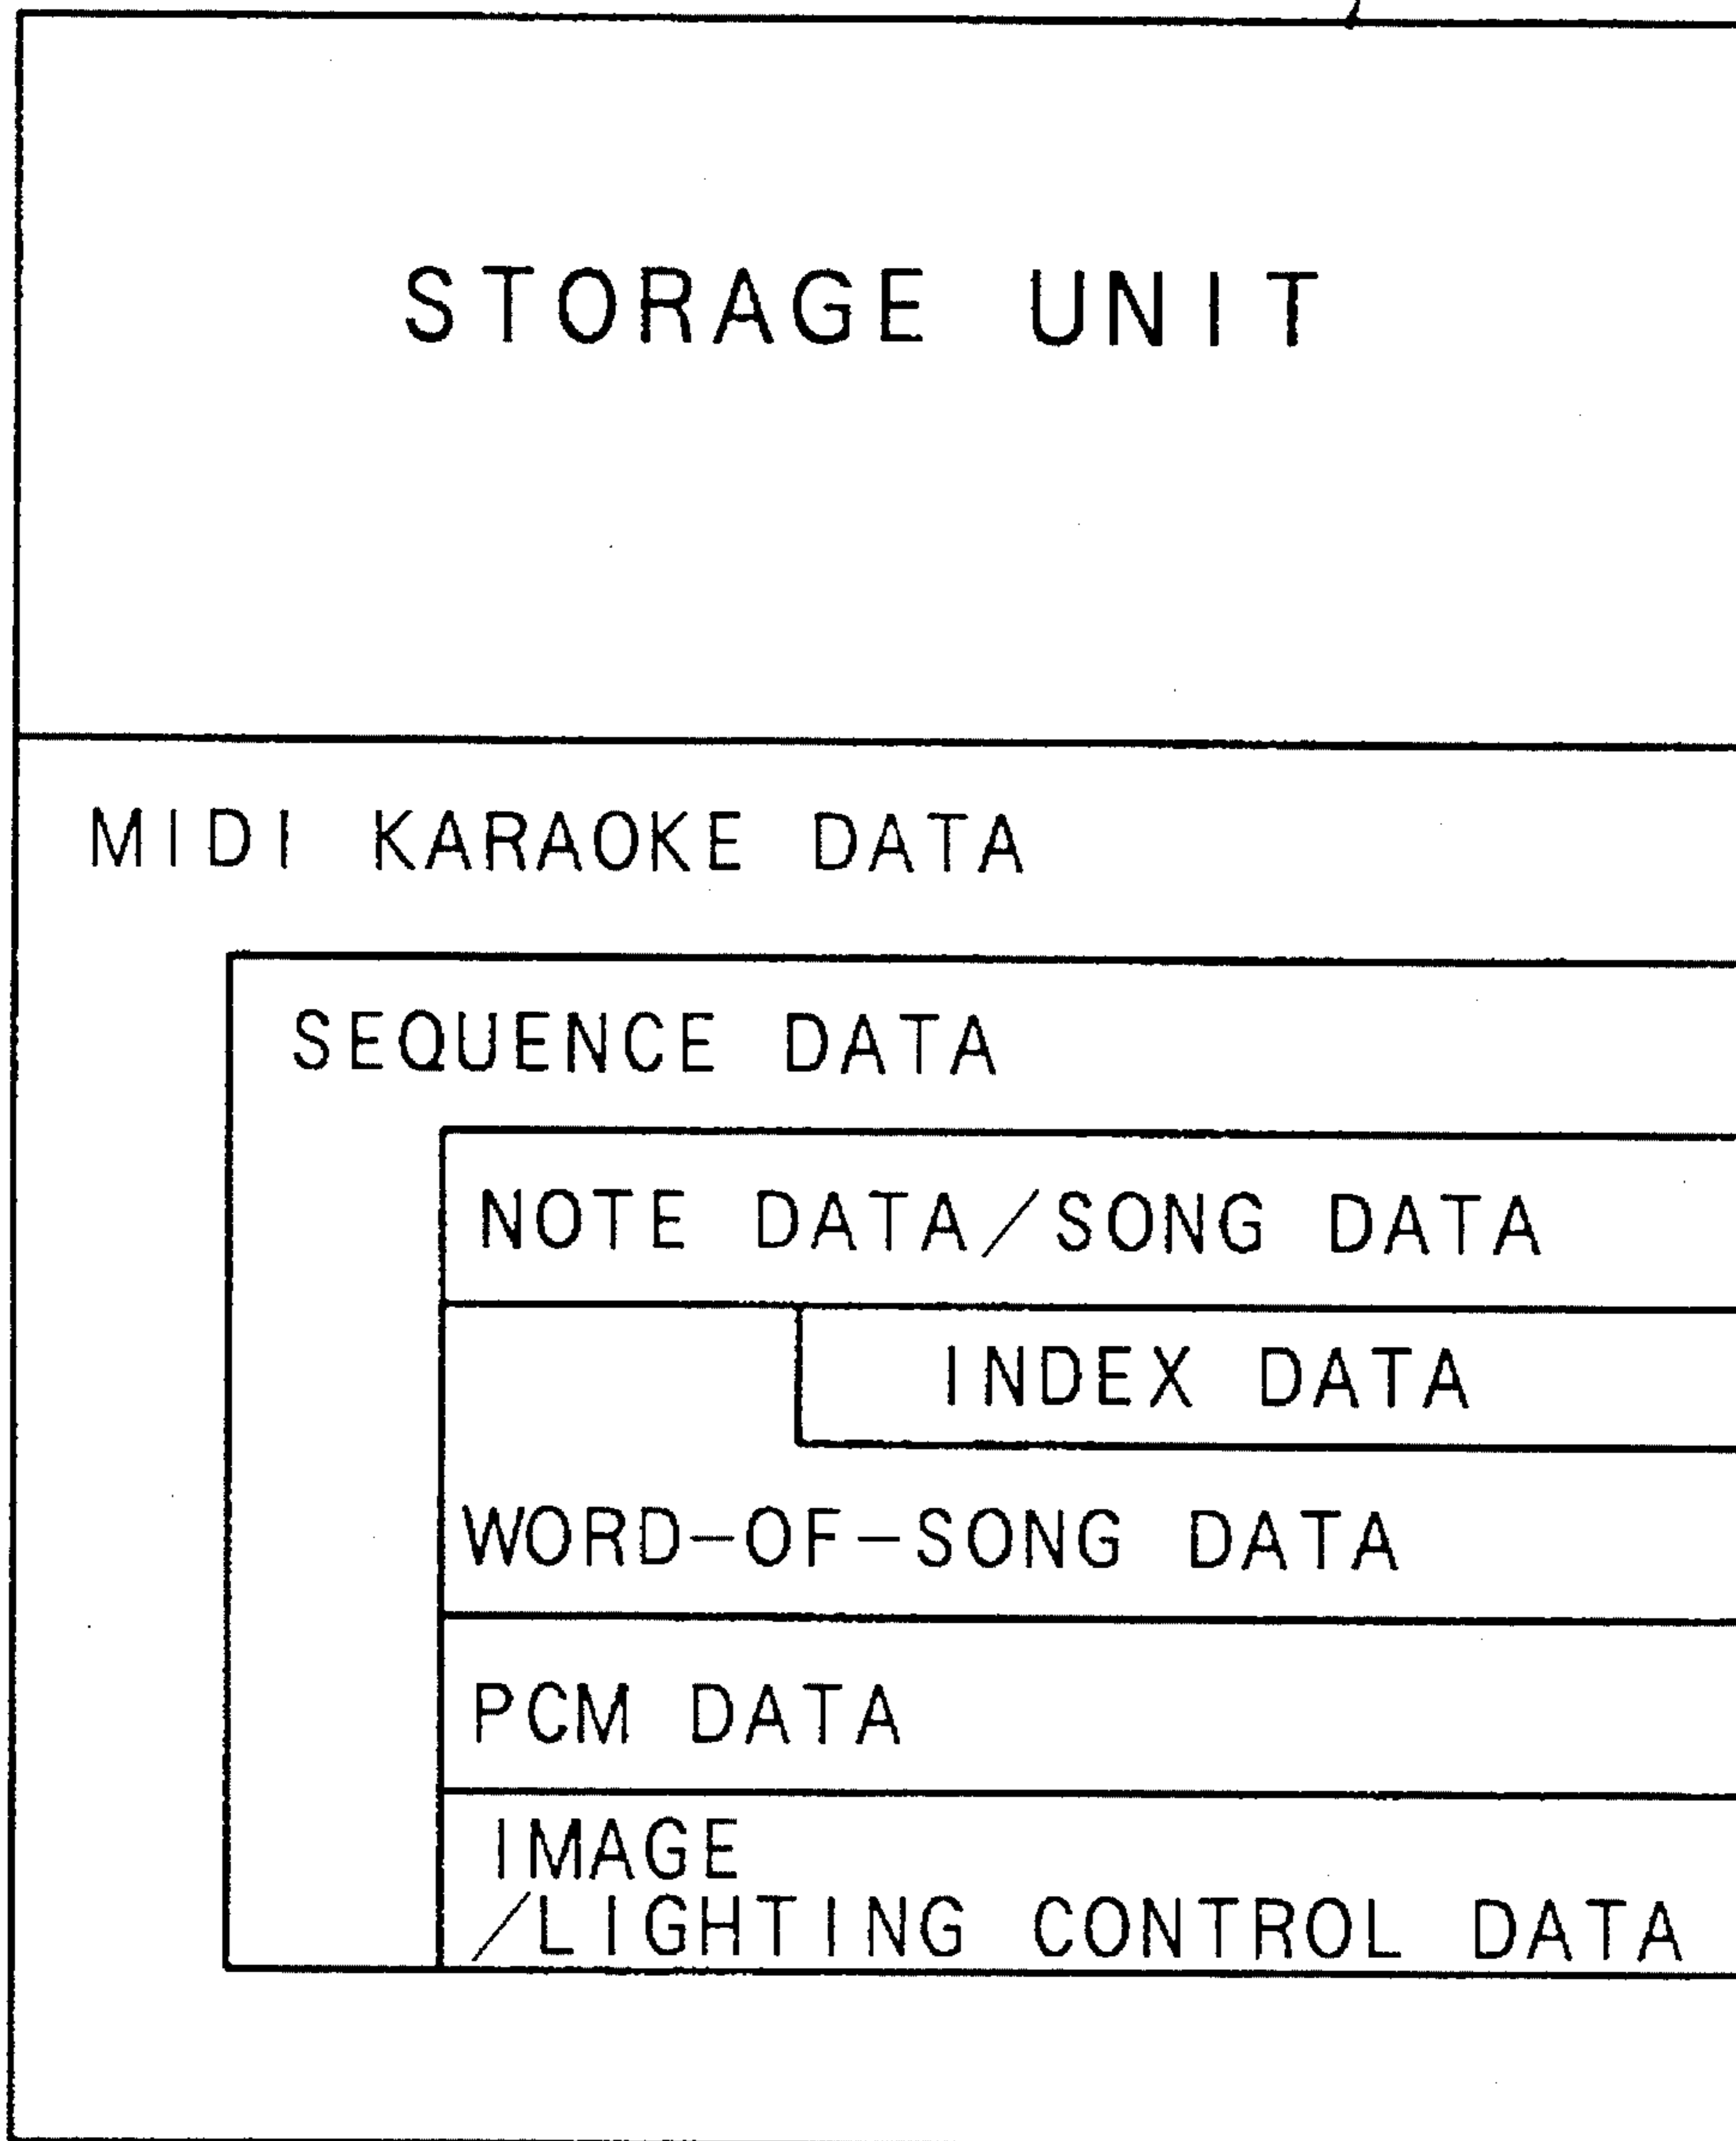 STORAGE UNIT
MIDI KARAOKE DATA
SEQUENCE DATA
NOTE DATA/SONG DATA
INDEX DATA
WORD-OF-SONG DATA
PCM DATA
IMAGE
/LIGHTING CONTROL DATA